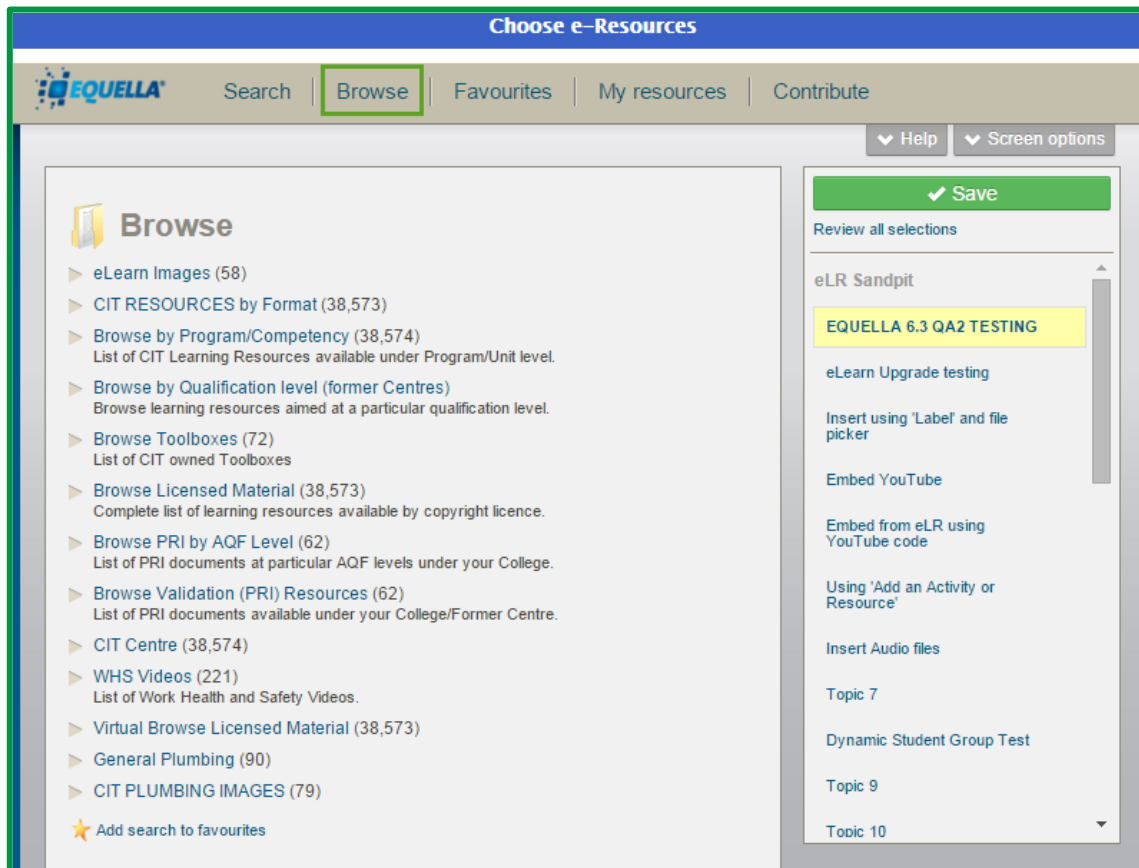 Choose e-Resources
EQUELLA
Search
Browse
Favourites
My resources
Contribute
Help
Screen options
Browse
eLearn Images (58)
CIT RESOURCES by Format (38,573)
Browse by Program/Competency (38,574)
List of CIT Learning Resources available under Program/Unit level.
Browse by Qualification level (former Centres)
Browse learning resources aimed at a particular qualification level.
Browse Toolboxes (72)
List of CIT owned Toolboxes
Browse Licensed Material (38,573)
Complete list of learning resources available by copyright licence.
Browse PRI by AQF Level (62)
List of PRI documents at particular AQF levels under your College.
Browse Validation (PRI) Resources (62)
List of PRI documents available under your College/Former Centre.
CIT Centre (38,574)
WHS Videos (221)
List of Work Health and Safety Videos.
Virtual Browse Licensed Material (38,573)
General Plumbing (90)
CIT PLUMBING IMAGES (79)
Add search to favourites
Save
Review all selections
eLR Sandpit
EQUELLA 6.3 QA2 TESTING
eLearn Upgrade testing
Insert using 'Label' and file
picker
Embed YouTube
Embed from eLR using
YouTube code
Using 'Add an Activity or
Resource'
Insert Audio files
Topic 7
Dynamic Student Group Test
Topic 9
Topic 10